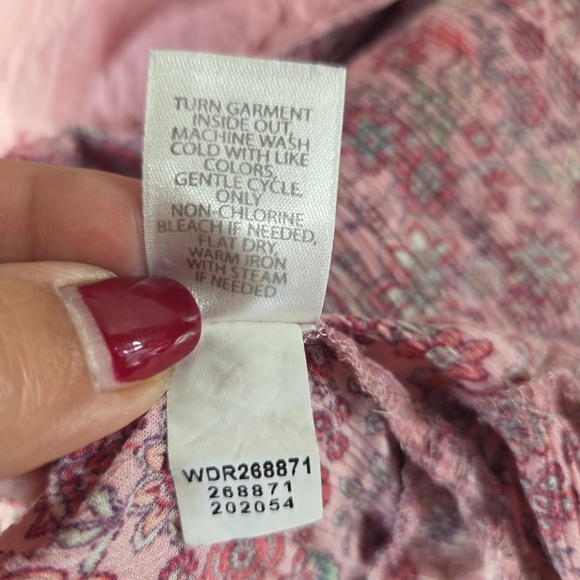 TURN GARMENT
INSIDE OUT,
MACHINE WASH
COLD WITH LIKE
COLORS,
GENTLE CYCLE.
ONLY
NON-CHLORINE
BLEACH IF NEEDED,
FLAT DRY,
WARM IRON
WITH STEAM
IF NEEDED
WDR268871
268871
202054